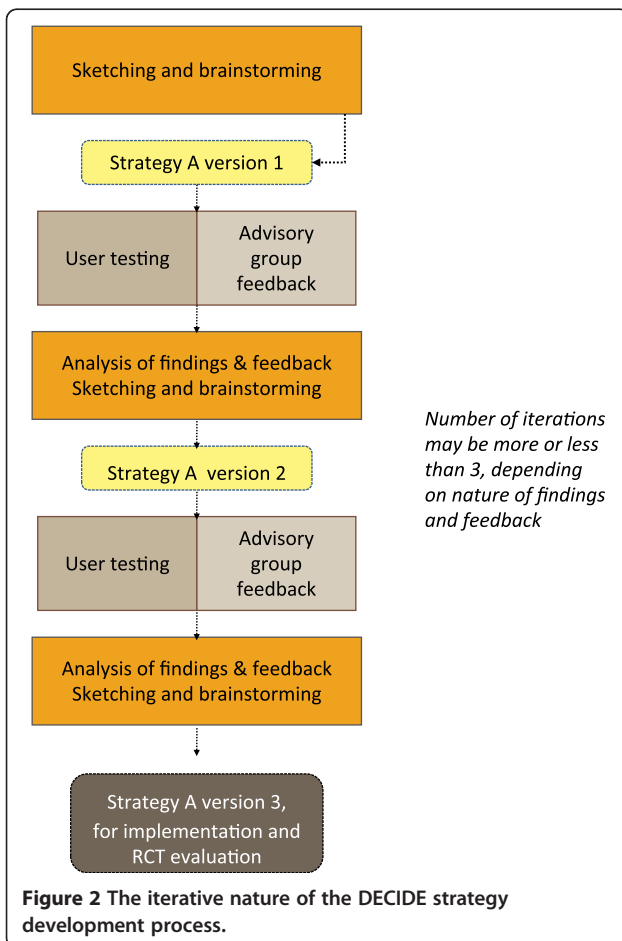 Sketching and brainstorming
Strategy A version 1
User testing
Advisory
group
feedback
Analysis of findings & feedback
Sketching and brainstorming
Number of iterations
may be more or less
than 3, depending
on nature of findings
and feedback
Strategy A version 2
User testing
Advisory
group
feedback
Analysis of findings & feedback
Sketching and brainstorming
Strategy A version 3,
for implementation and
RCT evaluation
Figure 2 The iterative nature of the DECIDE strategy
development process.